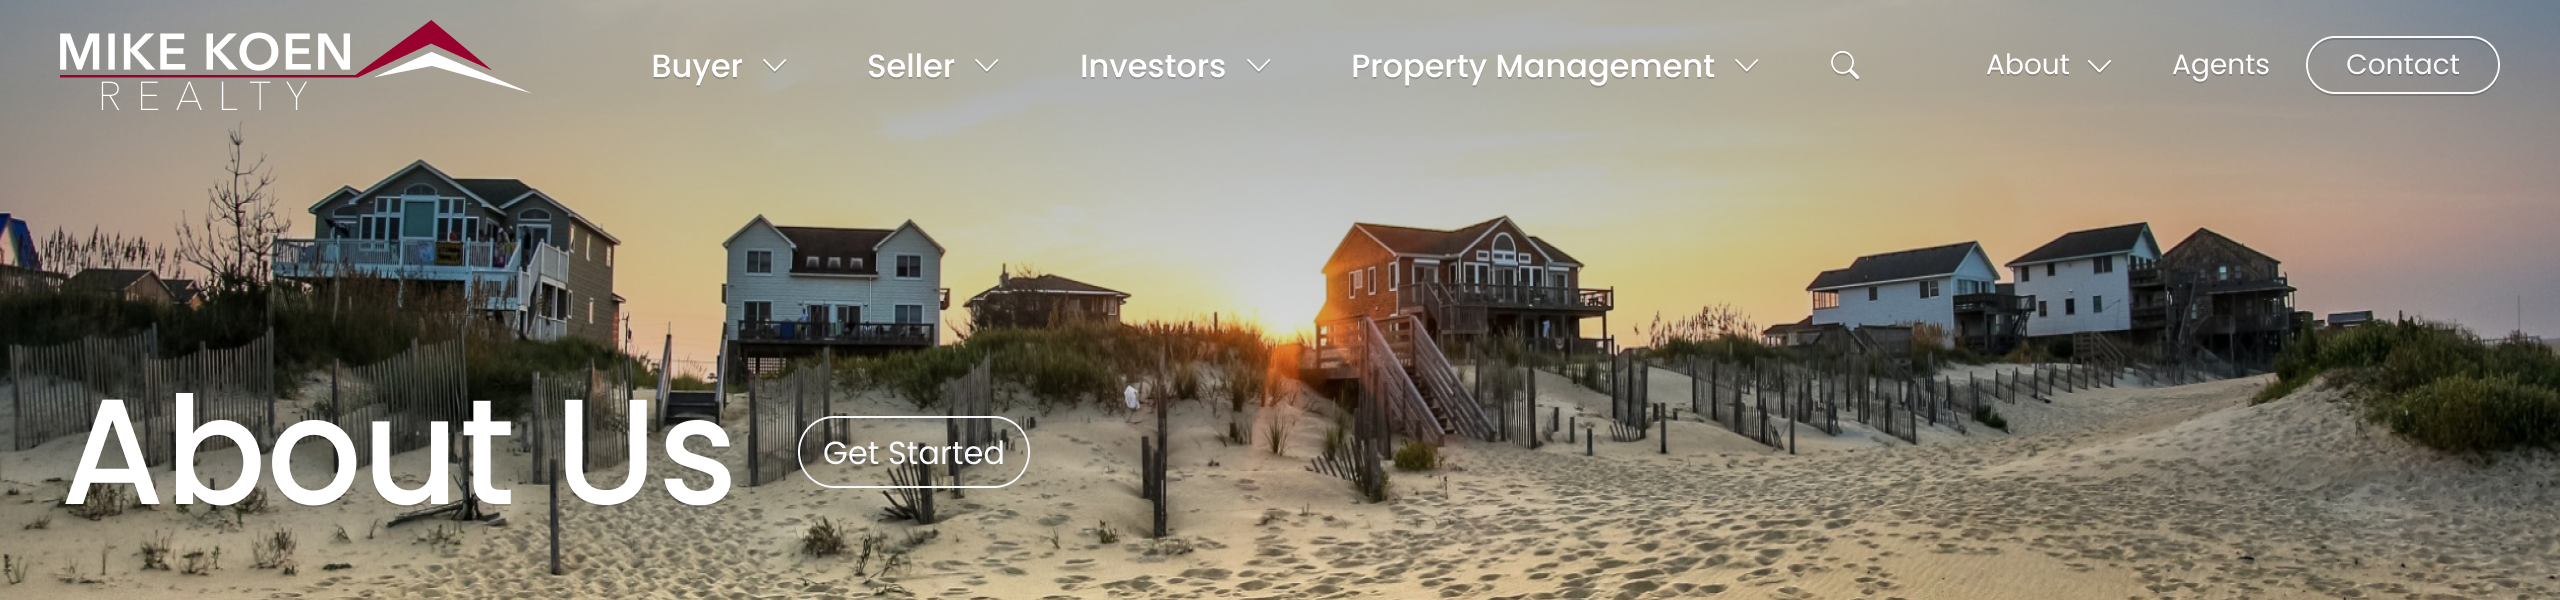 MIKE KOEN
REALTY
Buyer
Seller
Investors
Property Management
About
Agents
Contact
About Us
Get Started